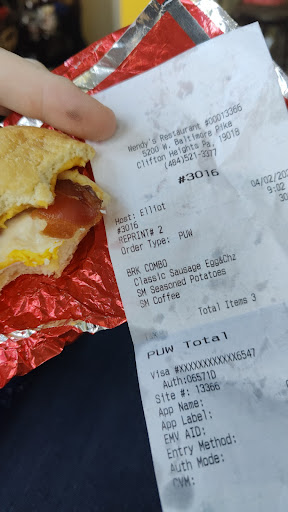 Wendy's Restaurant #00013366
5200 W. Baltimore Pike
Clifton Heights Pa, 19018
(484)521-3377
#3016
Host: Elliot
#3016
REPRINT# 2
Order Type: PUW
04/02/202
9:02
30
BRK COMBO
Classic Sausage Egg&Chz
SM Seasoned Potatoes
SM Coffee
Total Items 3
PUW Total
Visa #XXXXXXXXXXXX6547
Auth:06571D
Site #: 13366
App Name:
App Label:
EMV AID:
Entry Method:
Auth Mode:
CVM: